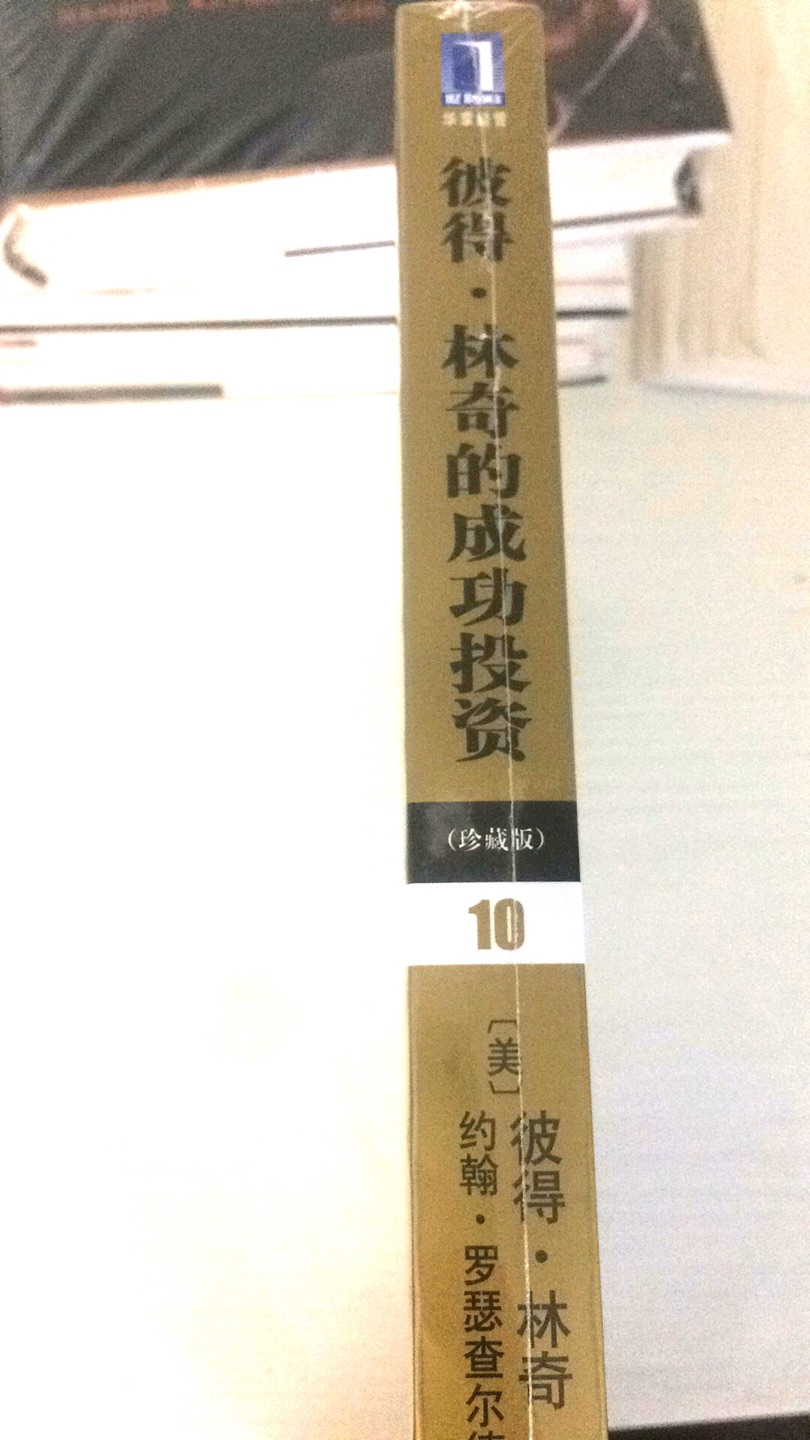 华章经管
彼得·林奇的成功投资
（珍藏版）
10
［美］
彼得·林奇
约翰·罗瑟查尔德